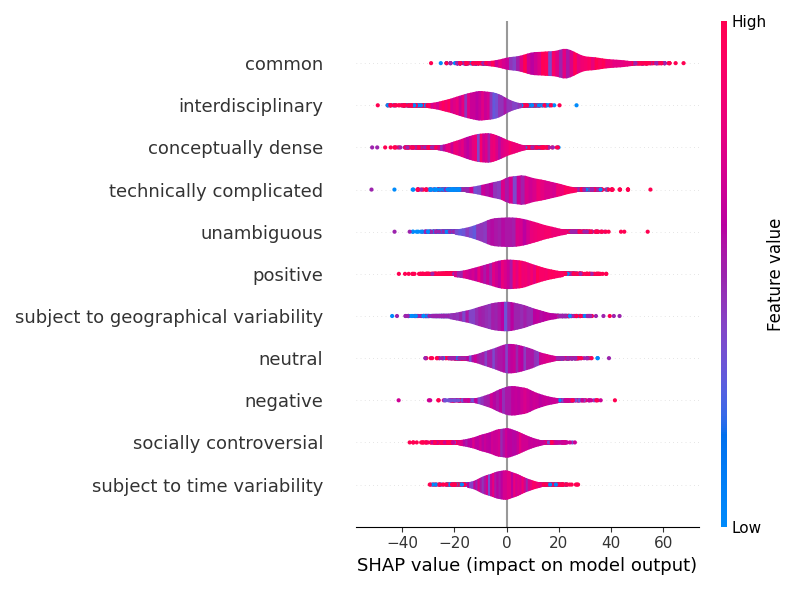 High
common
interdisciplinary
conceptually dense
technically complicated
unambiguous
positive
subject to geographical variability
neutral
negative
socially controversial
subject to time variability
Feature value
Low
−40 −20 0 20 40 60
SHAP value (impact on model output)